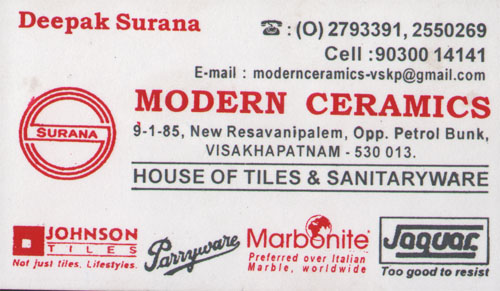 Deepak Surana
☎ : (O) 2793391, 2550269
Cell : 90300 14141
E-mail : modernceramics-vskp@gmail.com
SURANA
MODERN CERAMICS
9-1-85, New Resavanipalem, Opp. Petrol Bunk,
VISAKHAPATNAM - 530 013.
HOUSE OF TILES & SANITARYWARE
JOHNSON
TILES
Not just tiles, Lifestyles.
Parryware
Marbonite
Preferred over Italian
Marble, worldwide
Jaquar
Too good to resist